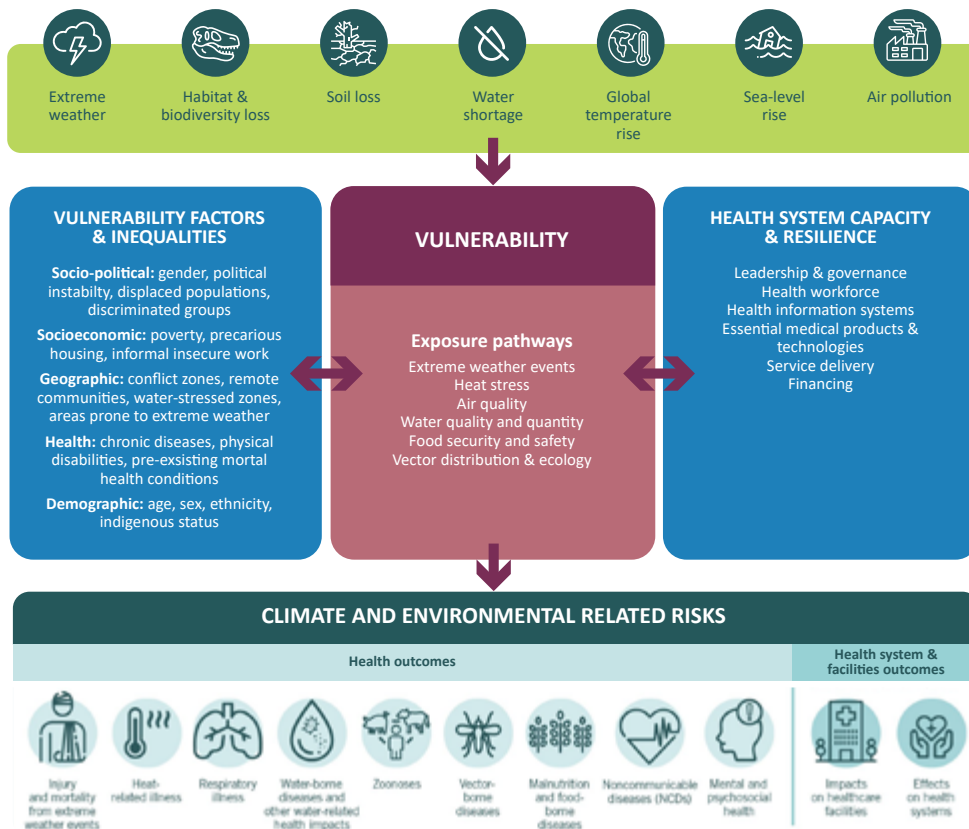 Extreme
weather
Habitat &
biodiversity loss
Soil loss
Water
shortage
Global
temperature
rise
Sea-level
rise
Air pollution
VULNERABILITY FACTORS
& INEQUALITIES
Socio-political: gender, political
instabilty, displaced populations,
discriminated groups
Socioeconomic: poverty, precarious
housing, informal insecure work
Geographic: conflict zones, remote
communities, water-stressed zones,
areas prone to extreme weather
Health: chronic diseases, physical
disabilities, pre-exsisting mortal
health conditions
Demographic: age, sex, ethnicity,
indigenous status
VULNERABILITY
Exposure pathways
Extreme weather events
Heat stress
Air quality
Water quality and quantity
Food security and safety
Vector distribution & ecology
HEALTH SYSTEM CAPACITY
& RESILIENCE
Leadership & governance
Health workforce
Health information systems
Essential medical products &
technologies
Service delivery
Financing
CLIMATE AND ENVIRONMENTAL RELATED RISKS
Health outcomes
Health system &
facilities outcomes
Injury
and mortality
from extreme
weather events
Heat-
related illness
Respiratory
illness
Water-borne
diseases and
other water-related
health impacts
Zoonoses
Vector-
borne diseases
Malnutrition
and food-
borne
diseases
Noncommunicable
diseases (NCDs)
Mental and
psychosocial
health
Impacts
on healthcare
facilities
Effects
on health
systems